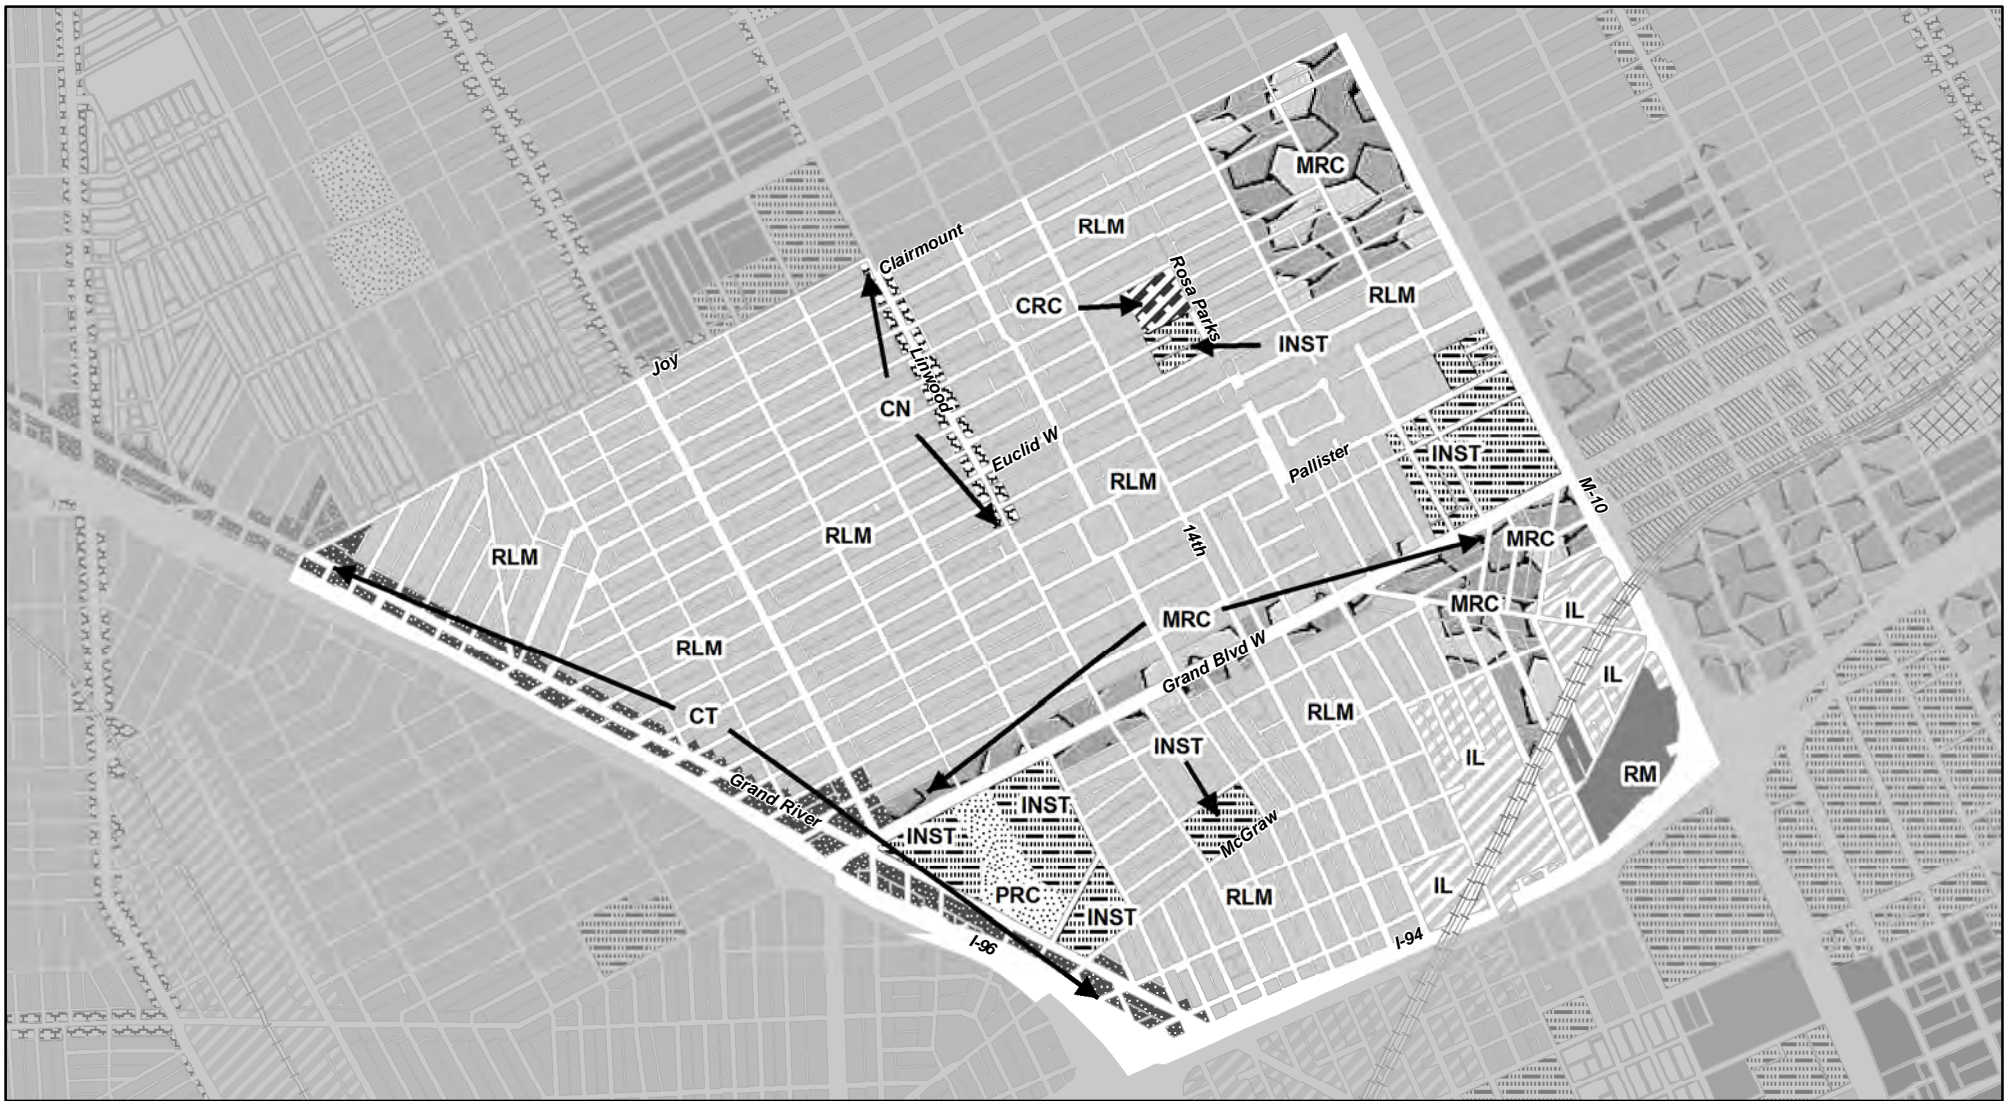 MRC
RLM
Clairmount
Rosa Parks
RLM
CRC
INST
Joy
Linwood
CN
Euclid W
INST
Pallister
RLM
M-10
RLM
14th
MRC
RLM
MRC
IL
MRC
RLM
Grand Blvd W
IL
CT
RLM
INST
IL
RM
Grand River
INST
INST
McGraw
PRC
IL
RLM
INST
I-96
I-94